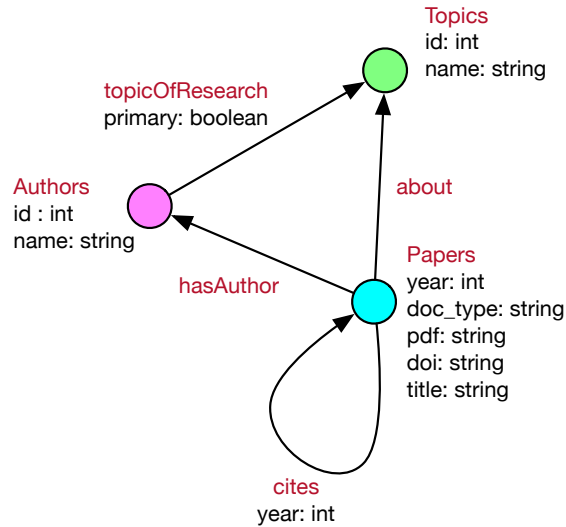 Topics
id: int
name: string
topicOfResearch
primary: boolean
Authors
id : int
name: string
about
hasAuthor
Papers
year: int
doc_type: string
pdf: string
doi: string
title: string
cites
year: int